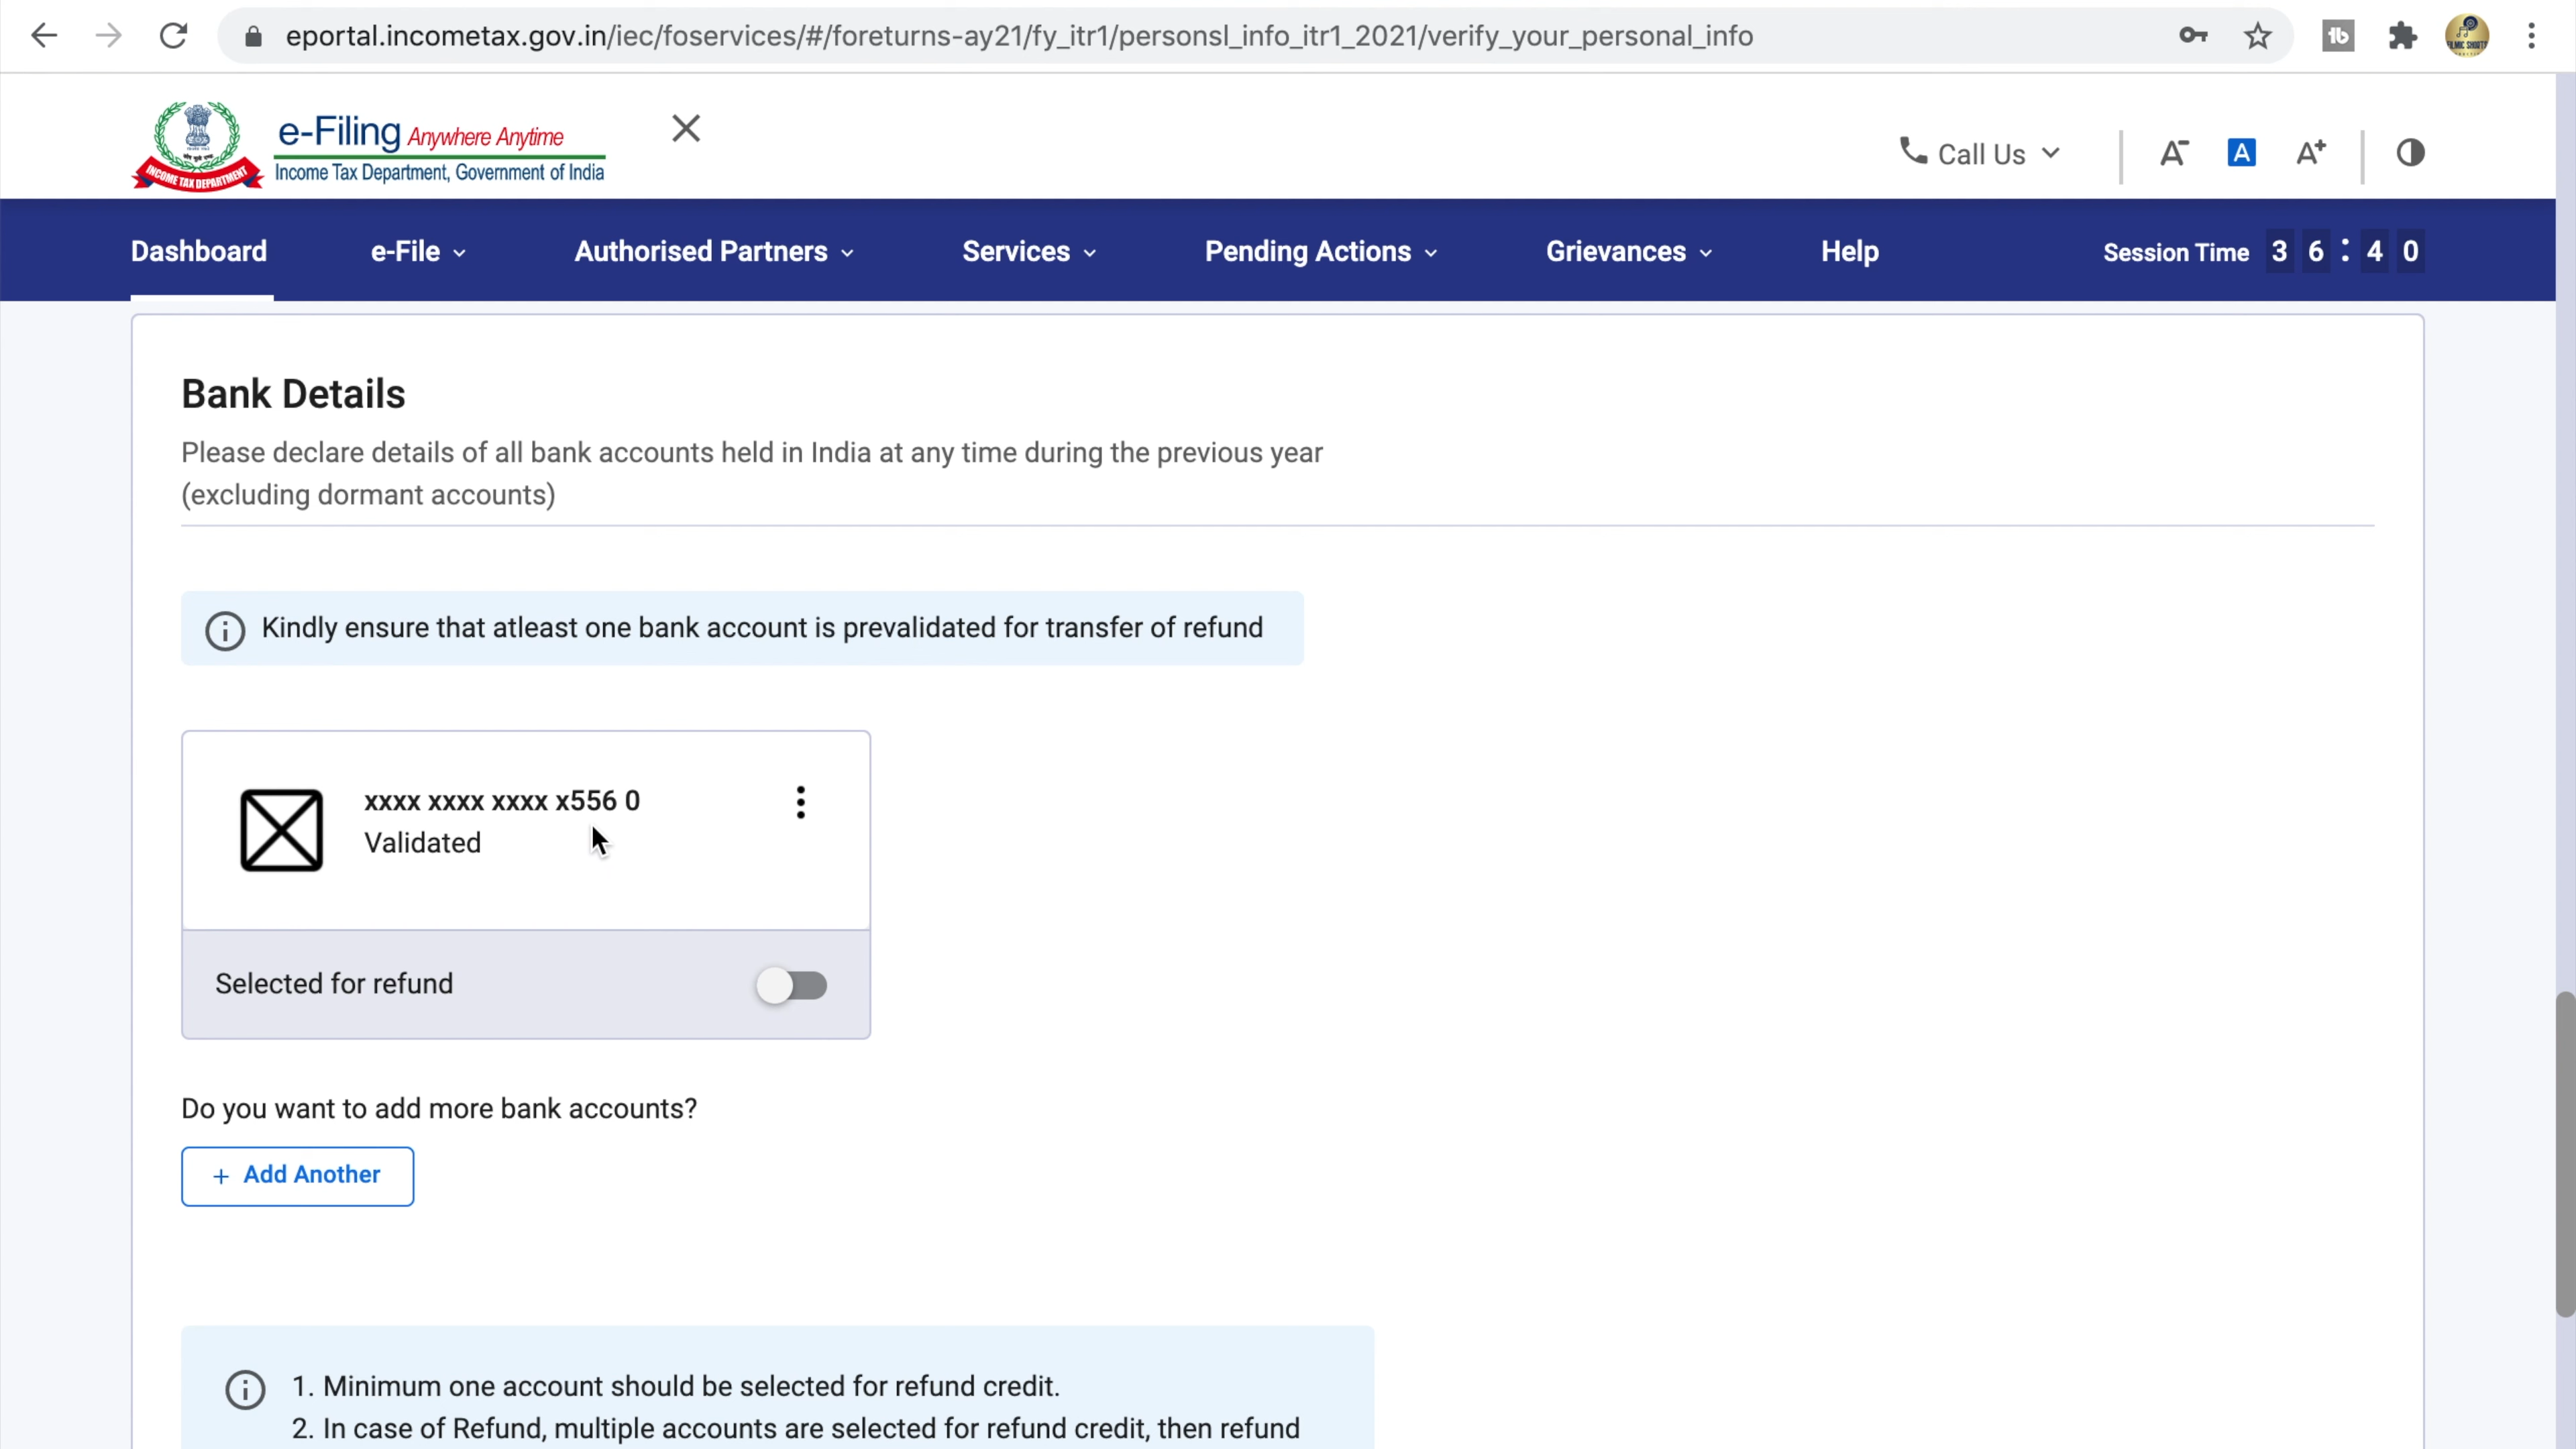 eportal.incometax.gov.in/iec/foservices/#/foreturns-ay21/fy_itr1/personsl_info_itr1_2021/verify_your_personal_info
e-Filing Anywhere Anytime
Income Tax Department, Government of India
INCOME TAX DEPARTMENT
Call Us
A-
A
A+
Dashboard
e-File
Authorised Partners
Services
Pending Actions
Grievances
Help
Session Time 3 6 : 4 0
Bank Details
Please declare details of all bank accounts held in India at any time during the previous year
(excluding dormant accounts)
Kindly ensure that atleast one bank account is prevalidated for transfer of refund
xxxx xxxx xxxx x556 0
Validated
Selected for refund
Do you want to add more bank accounts?
+ Add Another
1. Minimum one account should be selected for refund credit.
2. In case of Refund, multiple accounts are selected for refund credit, then refund